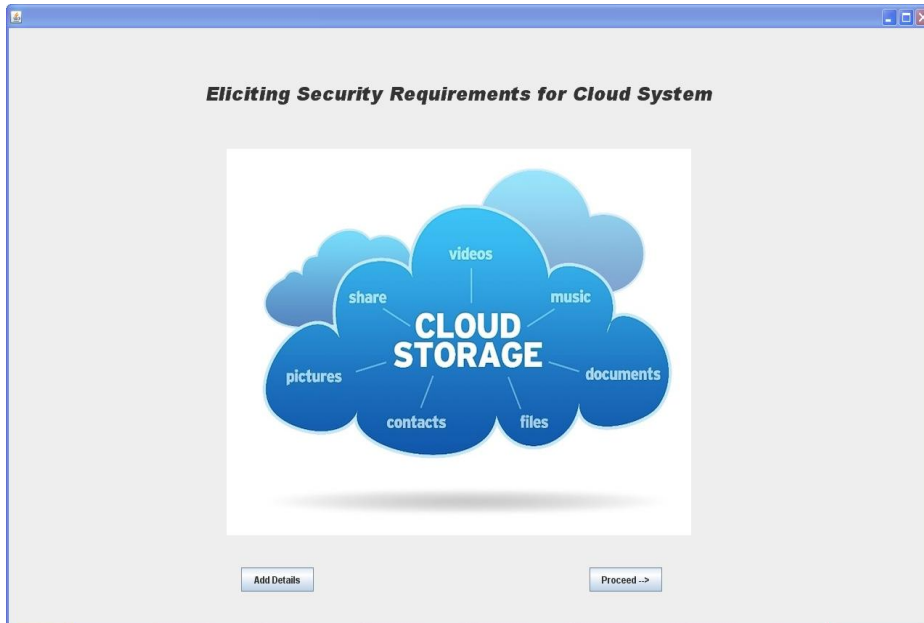 Eliciting Security Requirements for Cloud System
videos
share
music
CLOUD
STORAGE
pictures
documents
contacts
files
Add Details
Proceed -->